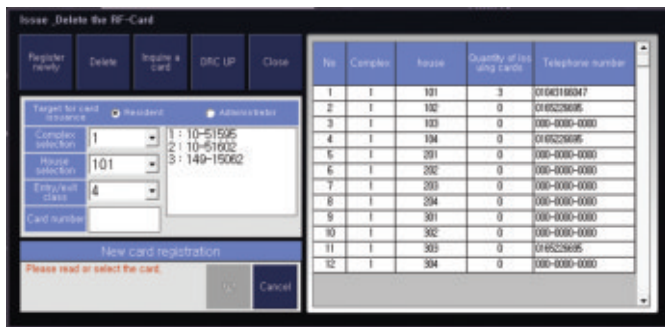 Issue ,Delete the RF-Card
Register newly
Delete
Inquire a card
DRC UP
Close
Target for card issuance
Resident
Administrator
Complex selection
1
House selection
101
Entry/exit class
4
Card number
1 : 10-51595
2 : 10-51602
3 : 149-15062
New card registration
Please read or select the card.
Cancel
No Complex house Quantity of iss uing cards Telephone number
1 1 101 3
2 1 102 0
3 1 103 0 000-0000-0000
4 1 104 0
5 1 201 0 000-0000-0000
6 1 202 0 000-0000-0000
7 1 203 0 000-0000-0000
8 1 204 0 000-0000-0000
9 1 301 0 000-0000-0000
10 1 302 0 000-0000-0000
11 1 303 0
12 1 304 0 000-0000-0000